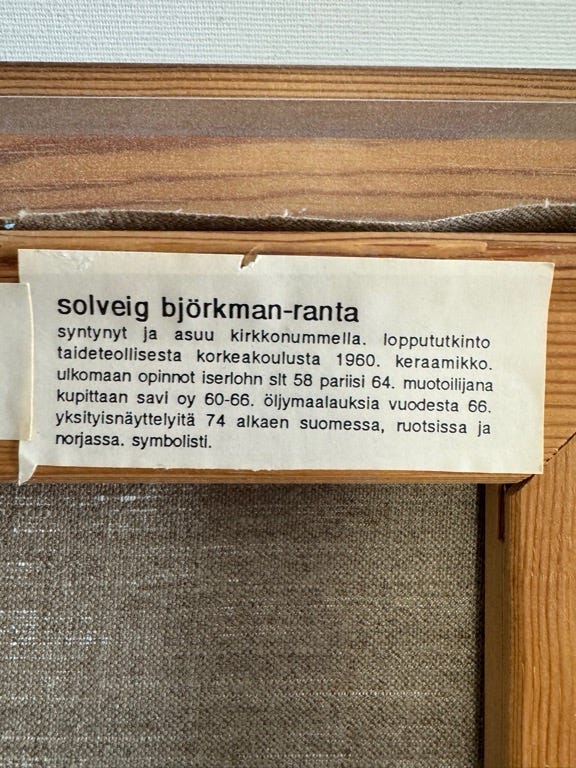 solveig björkman-ranta
syntynyt ja asuu kirkkonummella. loppututkinto
taideteollisesta korkeakoulusta 1960. keraamikko.
ulkomaan opinnot iserlohn slt 58 pariisi 64. muotoilijana
kupittaan savi oy 60-66. öljymaalauksia vuodesta 66.
yksityisnäyttelyitä 74 alkaen suomessa, ruotsissa ja
norjassa. symbolisti.